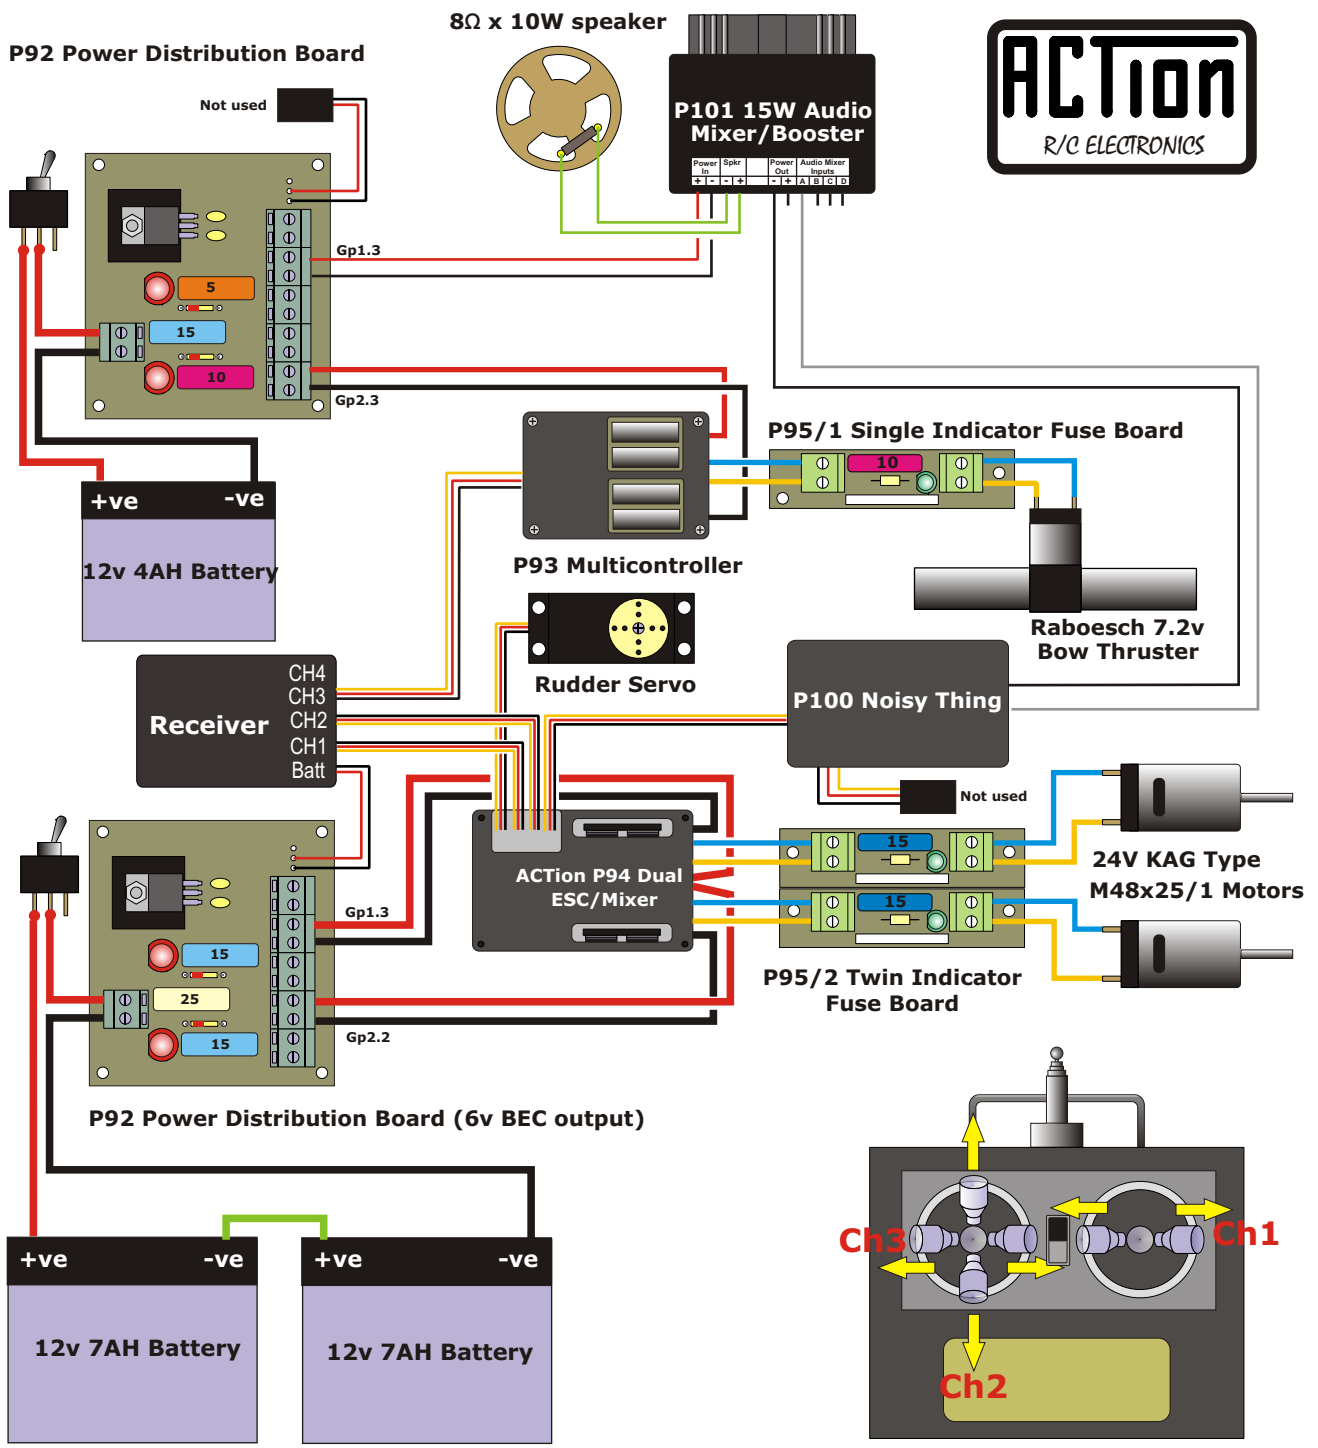 8Ω x 10W speaker
P92 Power Distribution Board
Not used
P101 15W Audio
Mixer/Booster
Power In
Spkr
Power Out
Audio Mixer Inputs
+ - - + - + A B C D
ACTion
R/C ELECTRONICS
Gp1.3
5
15
10
Gp2.3
+ve
-ve
12v 4AH Battery
P95/1 Single Indicator Fuse Board
10
P93 Multicontroller
Raboesch 7.2v
Bow Thruster
Rudder Servo
P100 Noisy Thing
Not used
Receiver
CH4
CH3
CH2
CH1
Batt
ACTion P94 Dual
ESC/Mixer
15
15
24V KAG Type
M48x25/1 Motors
P95/2 Twin Indicator
Fuse Board
Gp1.3
15
25
15
Gp2.2
P92 Power Distribution Board (6v BEC output)
+ve
-ve
+ve
-ve
12v 7AH Battery
12v 7AH Battery
Ch3
Ch1
Ch2